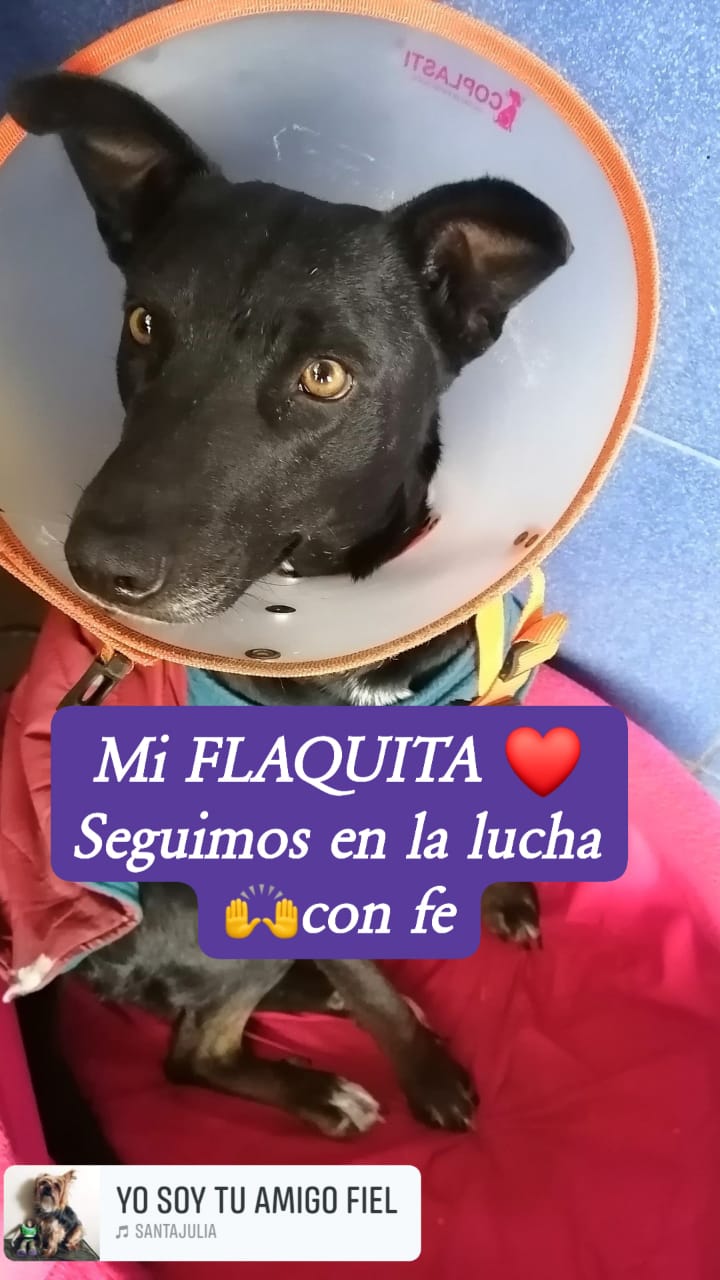 COPLASTI
Mi FLAQUITA ❤️
Seguimos en la lucha
🙌con fe
YO SOY TU AMIGO FIEL
♫ SANTAJULIA